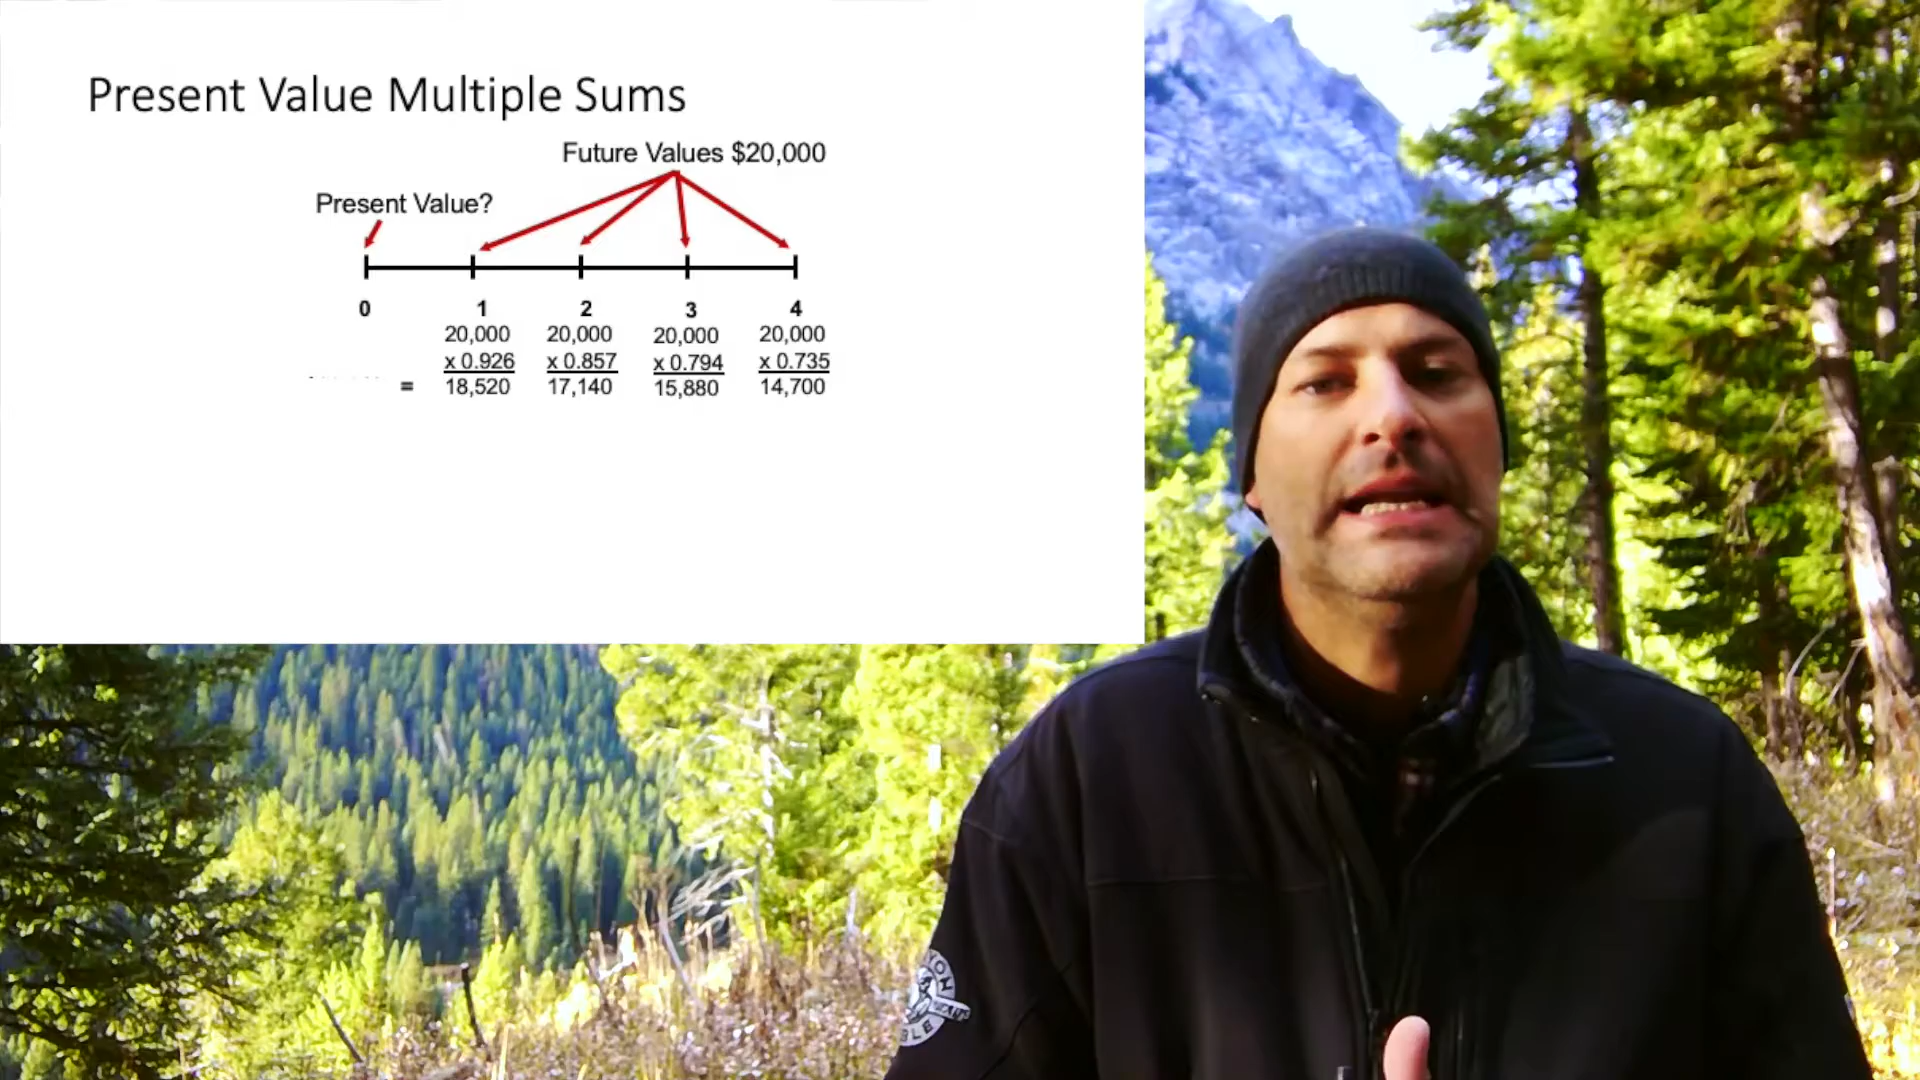 Present Value Multiple Sums
Future Values $20,000
Present Value?
0 1 2 3 4
20,000 20,000 20,000 20,000
x 0.926 x 0.857 x 0.794 x 0.735
= 18,520 17,140 15,880 14,700